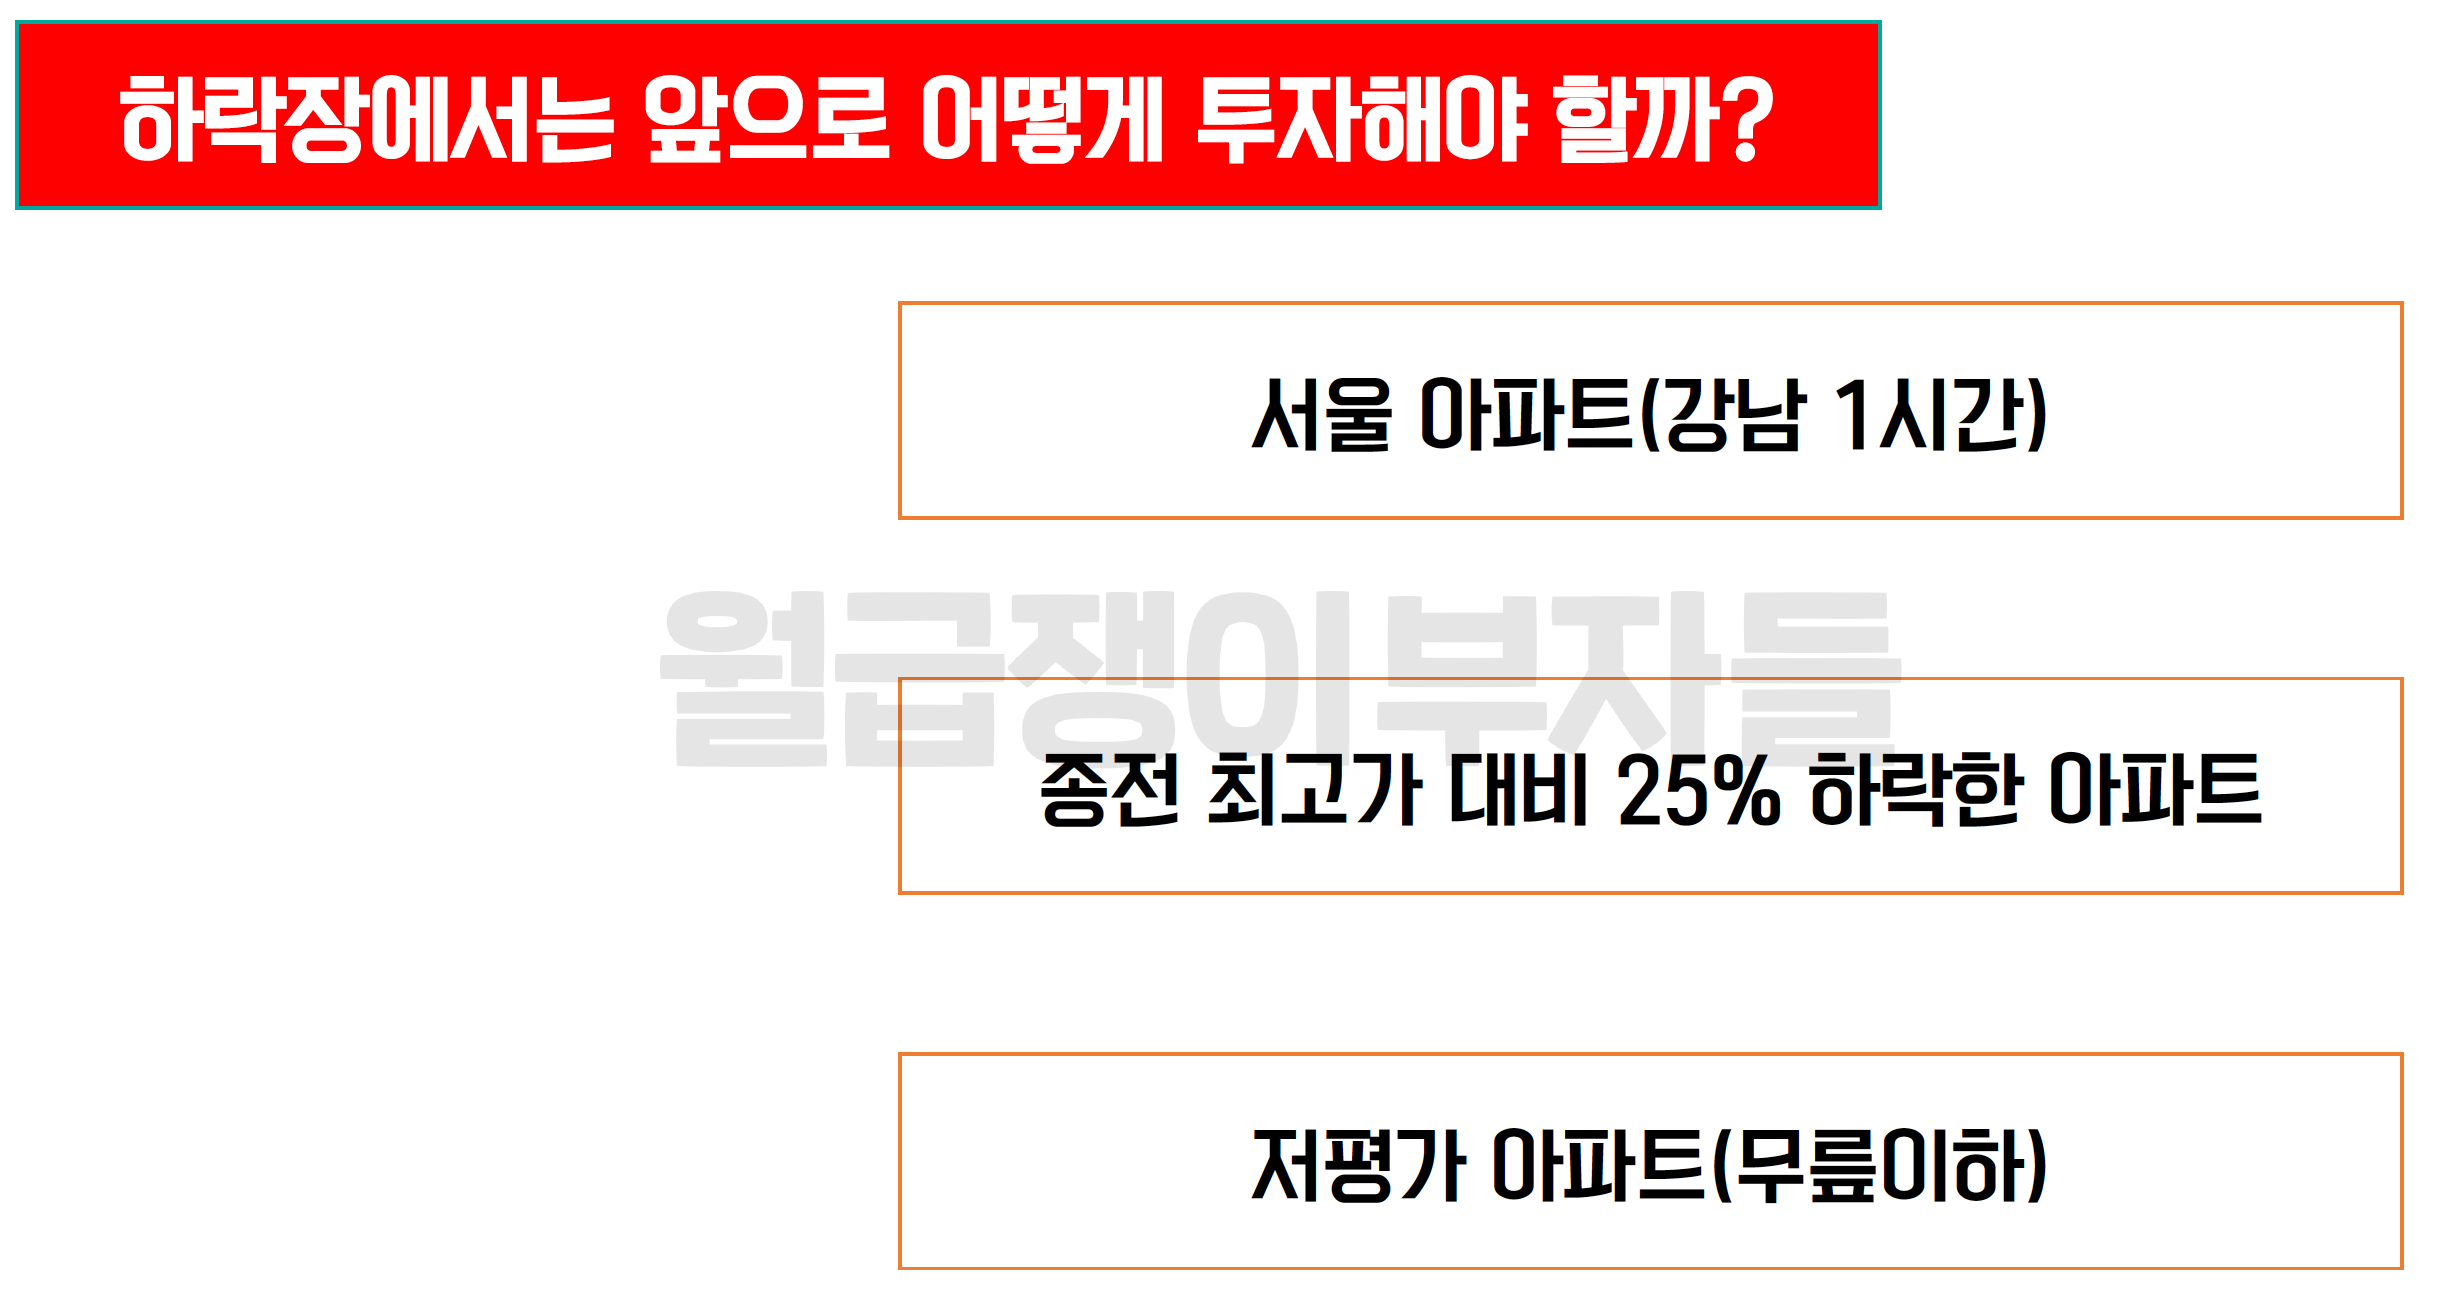 하락장에서는 앞으로 어떻게 투자해야 할까?
서울 아파트(강남 1시간)
월급쟁이부자들
종전 최고가 대비 25% 하락한 아파트
저평가 아파트(무릎이하)